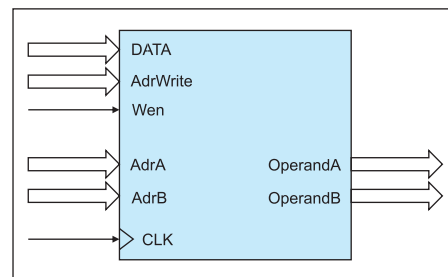 DATA
AdrWrite
Wen
AdrA OperandA
AdrB OperandB
CLK